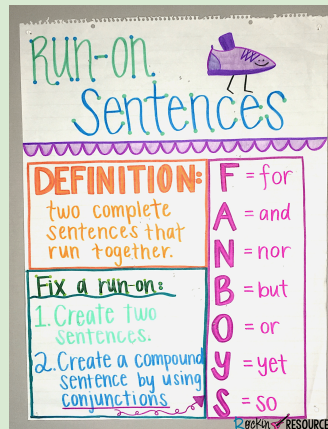 Run-on
Sentences
DEFINITION:
two complete
sentences that
run together.
Fix a run-on:
1. Create two
sentences.
2. Create a compound
sentence by using
conjunctions
F = for
A = and
N = nor
B = but
O = or
Y = yet
S = so
Rockin RESOURCE